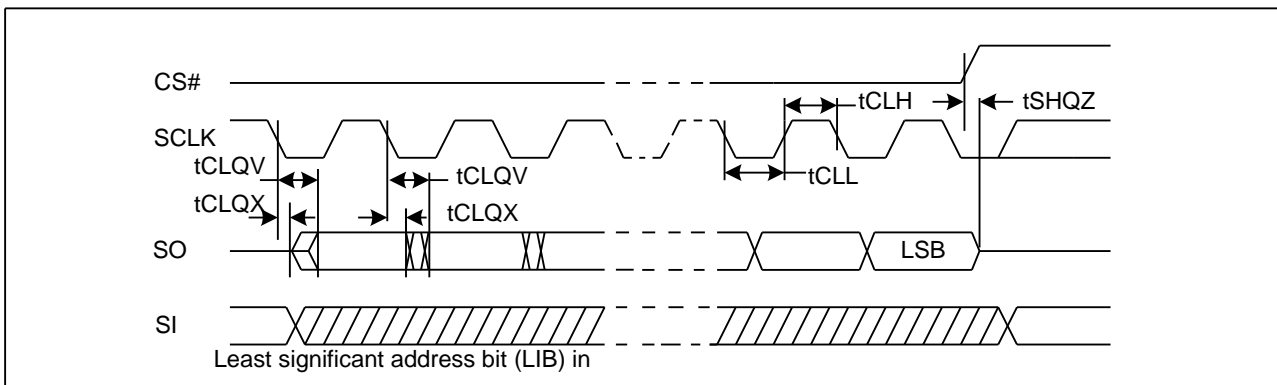 CS#
tCLH
tSHQZ
SCLK
tCLQV
tCLQV
tCLL
tCLQX
tCLQX
SO
LSB
SI
Least significant address bit (LIB) in